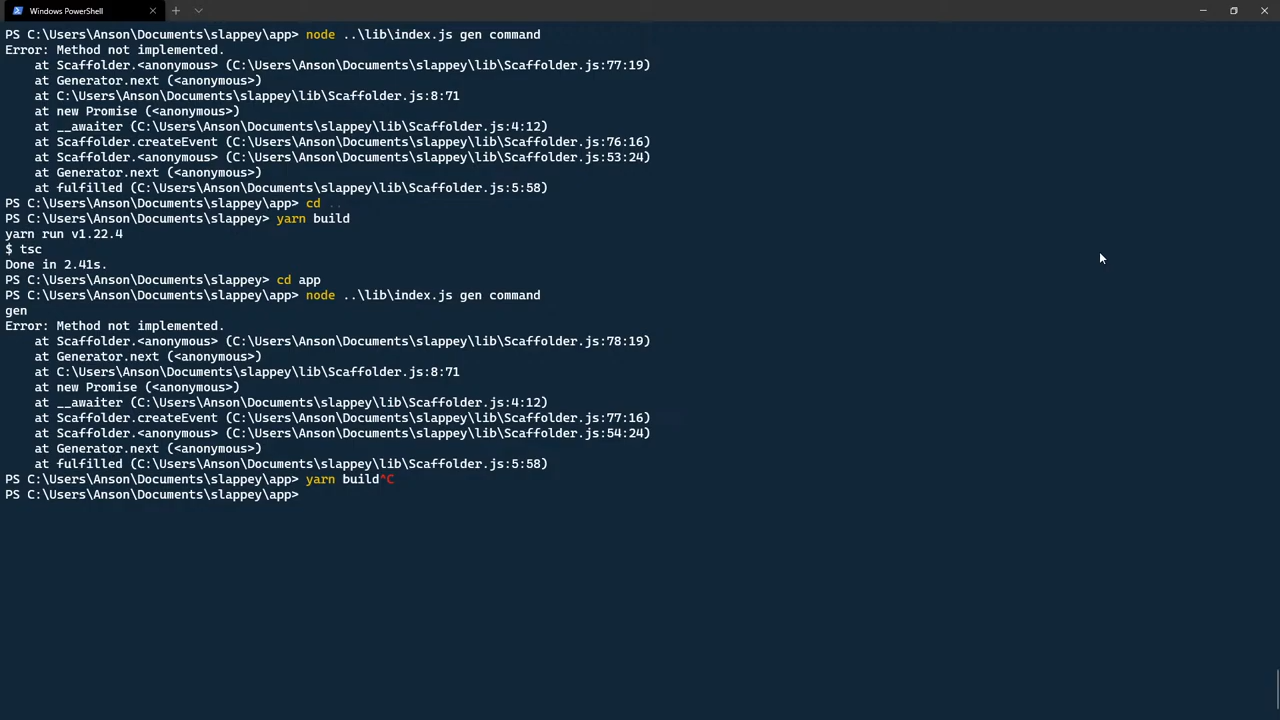 Windows PowerShell
PS C:\Users\Anson\Documents\slappey\app> node ..\lib\index.js gen command
Error: Method not implemented.
    at Scaffolder.<anonymous> (C:\Users\Anson\Documents\slappey\lib\Scaffolder.js:77:19)
    at Generator.next (<anonymous>)
    at C:\Users\Anson\Documents\slappey\lib\Scaffolder.js:8:71
    at new Promise (<anonymous>)
    at __awaiter (C:\Users\Anson\Documents\slappey\lib\Scaffolder.js:4:12)
    at Scaffolder.createEvent (C:\Users\Anson\Documents\slappey\lib\Scaffolder.js:76:16)
    at Scaffolder.<anonymous> (C:\Users\Anson\Documents\slappey\lib\Scaffolder.js:53:24)
    at Generator.next (<anonymous>)
    at fulfilled (C:\Users\Anson\Documents\slappey\lib\Scaffolder.js:5:58)
PS C:\Users\Anson\Documents\slappey\app> cd ..
PS C:\Users\Anson\Documents\slappey> yarn build
yarn run v1.22.4
$ tsc
Done in 2.41s.
PS C:\Users\Anson\Documents\slappey> cd app
PS C:\Users\Anson\Documents\slappey\app> node ..\lib\index.js gen command
gen
Error: Method not implemented.
    at Scaffolder.<anonymous> (C:\Users\Anson\Documents\slappey\lib\Scaffolder.js:78:19)
    at Generator.next (<anonymous>)
    at C:\Users\Anson\Documents\slappey\lib\Scaffolder.js:8:71
    at new Promise (<anonymous>)
    at __awaiter (C:\Users\Anson\Documents\slappey\lib\Scaffolder.js:4:12)
    at Scaffolder.createEvent (C:\Users\Anson\Documents\slappey\lib\Scaffolder.js:77:16)
    at Scaffolder.<anonymous> (C:\Users\Anson\Documents\slappey\lib\Scaffolder.js:54:24)
    at Generator.next (<anonymous>)
    at fulfilled (C:\Users\Anson\Documents\slappey\lib\Scaffolder.js:5:58)
PS C:\Users\Anson\Documents\slappey\app> yarn build^C
PS C:\Users\Anson\Documents\slappey\app>